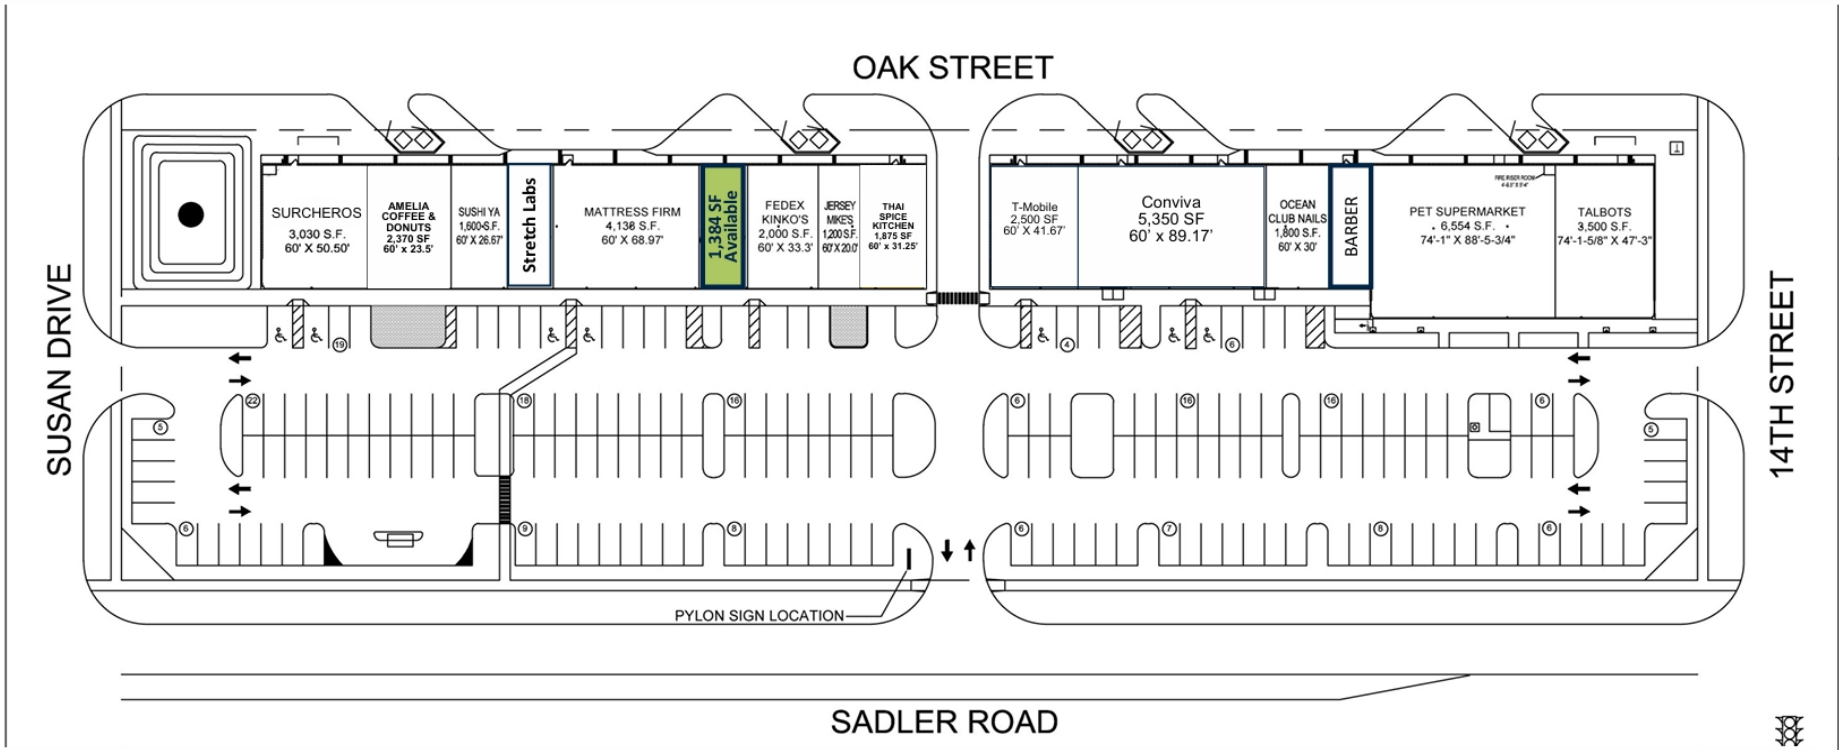 OAK STREET
SURCHEROS
3,030 S.F.
60' X 50.50'
AMELIA
COFFEE &
DONUTS
2,370 SF
60' x 23.5'
SUSHI YA
1,600-S.F.
60' X 26.67'
Stretch Labs
MATTRESS FIRM
4,138 S.F.
60' X 68.97'
1,384 SF
Available
FEDEX
KINKO'S
2,000 S.F.
60' X 33.3'
JERSEY
MIKE'S
1,200 S.F.
60'X 20.0'
THAI
SPICE
KITCHEN
1,875 SF
60' x 31.25'
T-Mobile
2,500 SF
60' X 41.67'
Conviva
5,350 SF
60' x 89.17'
OCEAN
CLUB NAILS
1,800 S.F.
60' X 30'
BARBER
FIRE RISER ROOM
PET SUPERMARKET
6,554 S.F.
74'-1" X 88'-5-3/4"
TALBOTS
3,500 S.F.
74'-1-5/8" X 47'-3"
SUSAN DRIVE
14TH STREET
19
4
6
22
18
16
6
16
16
6
5
5
6
9
8
6
7
8
6
PYLON SIGN LOCATION
SADLER ROAD